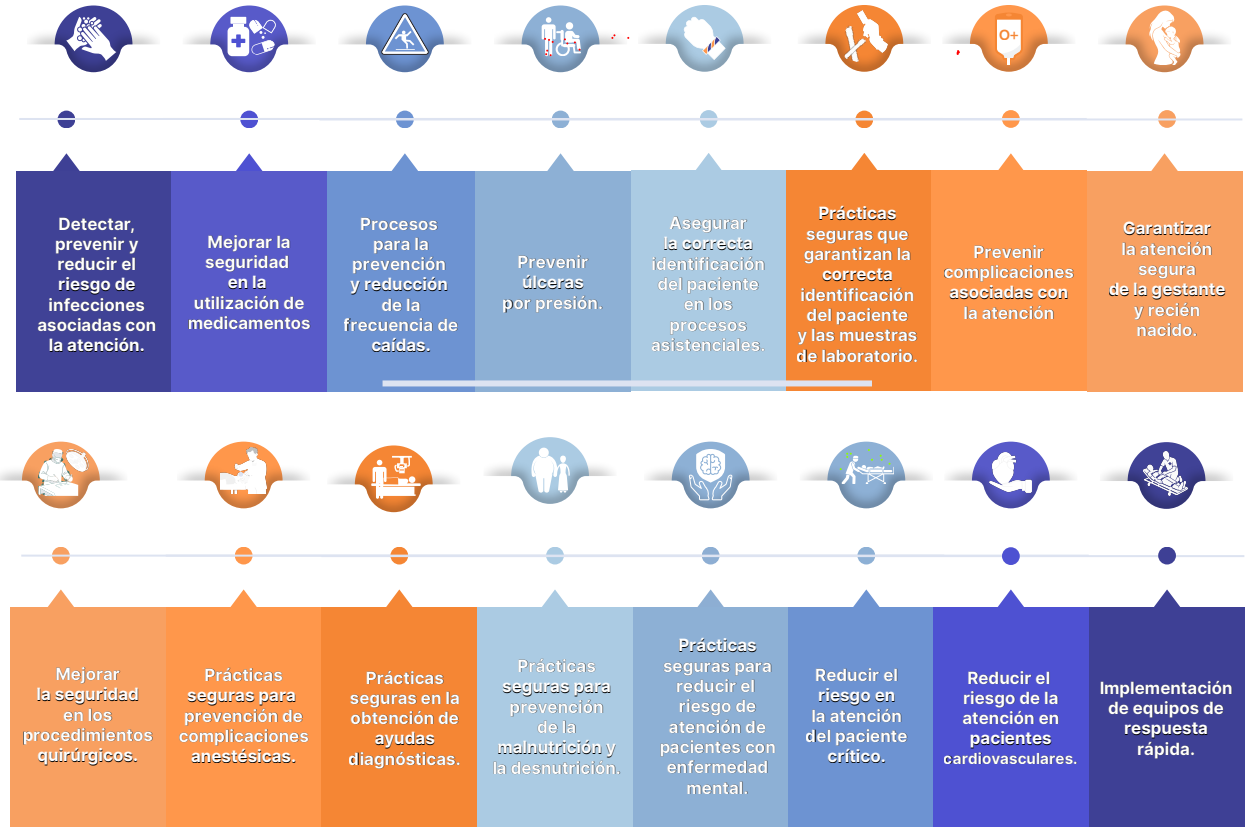 O+
Detectar,
prevenir y
reducir el
riesgo de
infecciones
asociadas con
la atención.
Mejorar la
seguridad
en la
utilización de
medicamentos
Procesos
para la
prevención
y reducción
de la
frecuencia de
caídas.
Prevenir
úlceras
por presión.
Asegurar
la correcta
identificación
del paciente
en los
procesos
asistenciales.
Prácticas
seguras que
garantizan la
correcta
identificación
del paciente
y las muestras
de laboratorio.
Prevenir
complicaciones
asociadas con
la atención
Garantizar
la atención
segura
de la gestante
y recién
nacido.
Mejorar
la seguridad
en los
procedimientos
quirúrgicos.
Prácticas
seguras para
prevención de
complicaciones
anestésicas.
Prácticas
seguras en la
obtención de
ayudas
diagnósticas.
Prácticas
seguras para
prevención
de la
malnutrición y
la desnutrición.
Prácticas
seguras para
reducir el
riesgo de
atención de
pacientes con
enfermedad
mental.
Reducir el
riesgo en
la atención
del paciente
crítico.
Reducir el
riesgo de la
atención en
pacientes
cardiovasculares.
Implementación
de equipos de
respuesta
rápida.